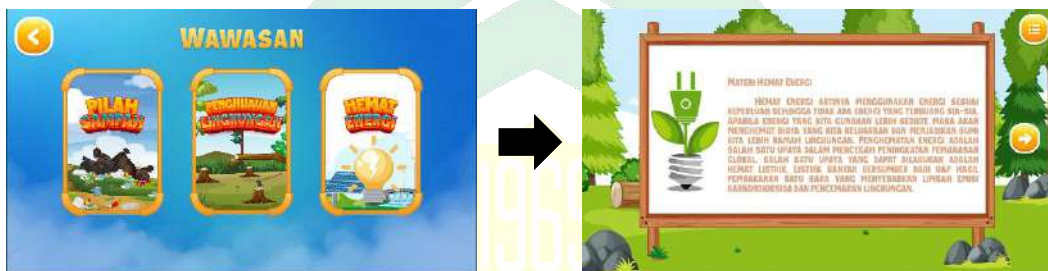 WAWASAN
PILAH
SAMPAH
PENGHIJAUAN
LINGKUNGAN
HEMAT
ENERGI
MATERI HEMAT ENERGI
HEMAT ENERGI ARTINYA MENGGUNAKAN ENERGI SESUAI
KEPERLUAN SEHINGGA TIDAK ADA ENERGI YANG TERBUANG SIA-SIA.
APABILA ENERGI YANG KITA GUNAKAN LEBIH SEDIKIT, MAKA AKAN
MENGHEMAT BIAYA YANG KITA KELUARKAN DAN MENJADIKAN BUMI
KITA LEBIH RAMAH LINGKUNGAN. PENGHEMATAN ENERGI ADALAH
SALAH SATU UPAYA DALAM MENCEGAH PENINGKATAN PEMANASAN
GLOBAL. SALAH SATU UPAYA YANG DAPAT DILAKUKAN ADALAH
HEMAT LISTRIK. LISTRIK BANYAK BERSUMBER DARI UAP HASIL
PEMBAKARAN BATU BARA YANG MENYEBABKAN LIMBAH EMISI
KARBONDIOKSIDA DAN PENCEMARAN LINGKUNGAN.